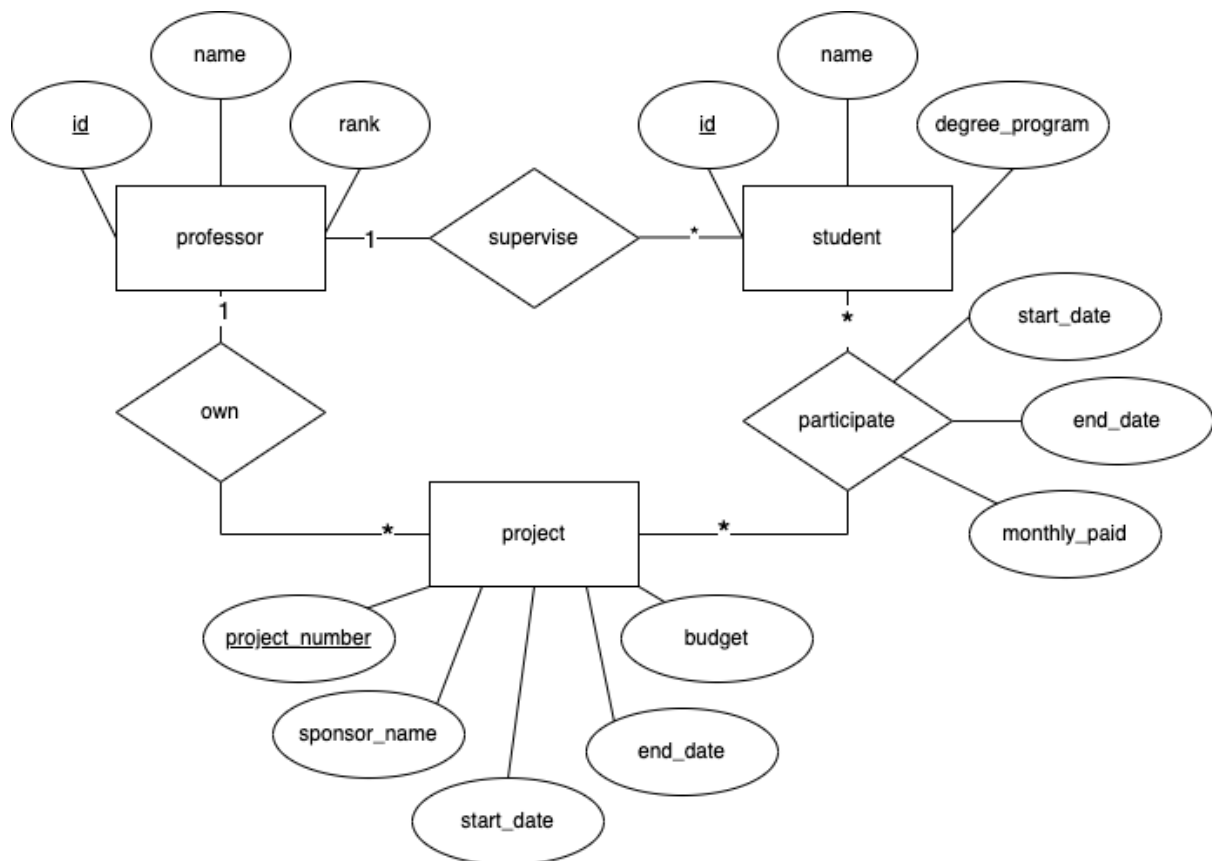 name
name
id
rank
id
degree_program
professor
1
supervise
*
student
1
*
start_date
own
participate
end_date
*
project
*
monthly_paid
project_number
budget
sponsor_name
end_date
start_date